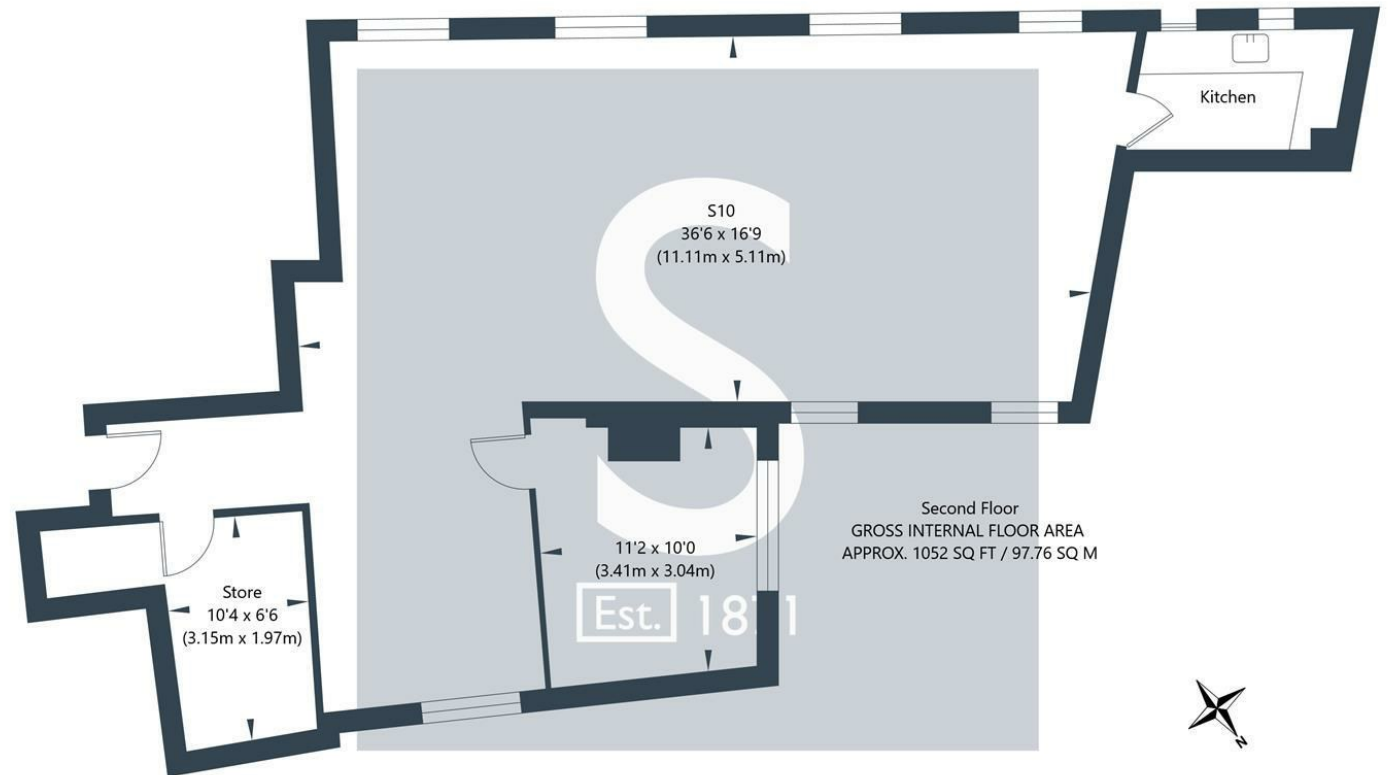 Kitchen
S10
36'6 x 16'9
(11.11m x 5.11m)
S
Second Floor
GROSS INTERNAL FLOOR AREA
APPROX. 1052 SQ FT / 97.76 SQ M
11'2 x 10'0
(3.41m x 3.04m)
Est. 1871
Store
10'4 x 6'6
(3.15m x 1.97m)
N